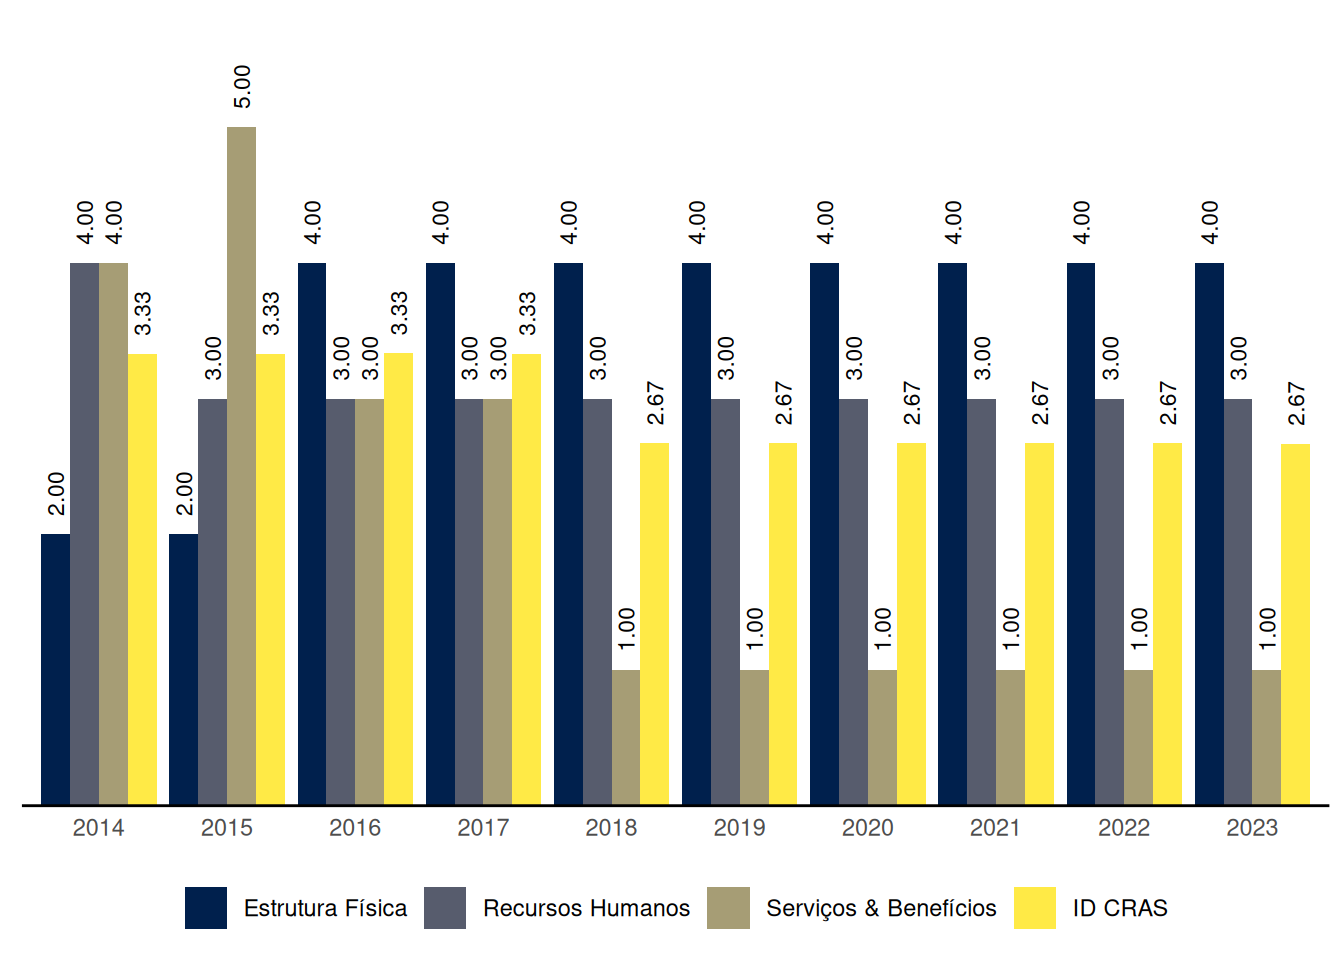 5.00
4.00 4.00 4.00 4.00 4.00 4.00 4.00 4.00 4.00 4.00
3.33 3.33 3.33 3.33
3.00 3.00 3.00 3.00 3.00 3.00 3.00 3.00 3.00 3.00 3.00
2.67 2.67 2.67 2.67 2.67 2.67
2.00 2.00
1.00 1.00 1.00 1.00 1.00 1.00
2014 2015 2016 2017 2018 2019 2020 2021 2022 2023
Estrutura Física Recursos Humanos Serviços & Benefícios ID CRAS